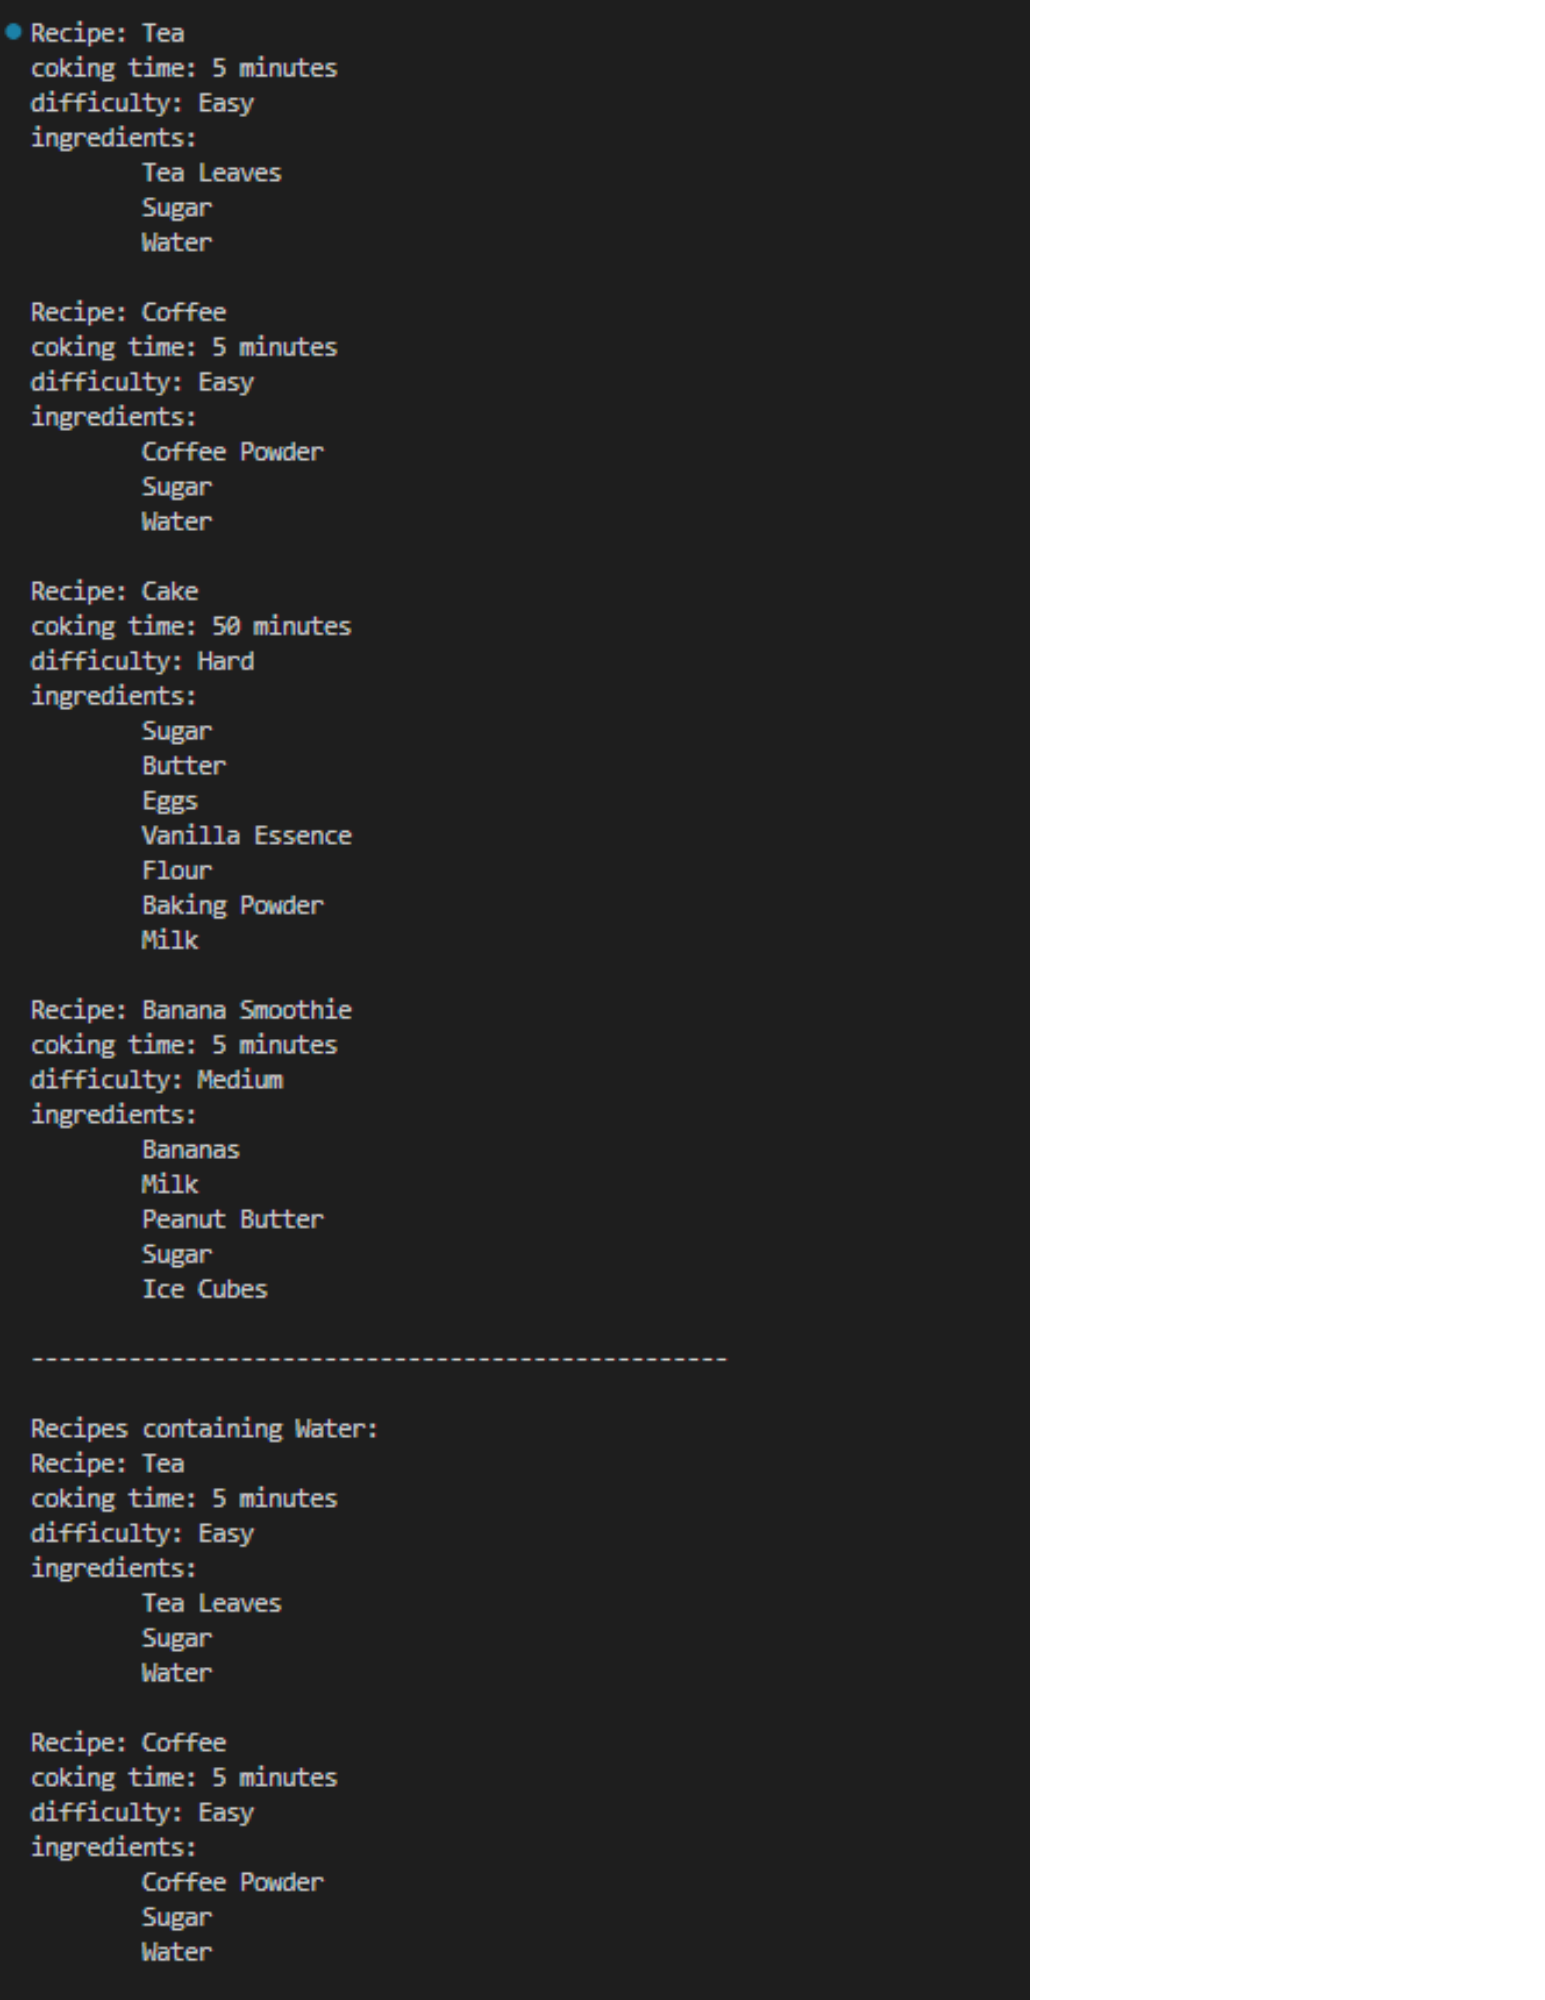 Recipe: Tea
coking time: 5 minutes
difficulty: Easy
ingredients:
Tea Leaves
Sugar
Water
Recipe: Coffee
coking time: 5 minutes
difficulty: Easy
ingredients:
Coffee Powder
Sugar
Water
Recipe: Cake
coking time: 50 minutes
difficulty: Hard
ingredients:
Sugar
Butter
Eggs
Vanilla Essence
Flour
Baking Powder
Milk
Recipe: Banana Smoothie
coking time: 5 minutes
difficulty: Medium
ingredients:
Bananas
Milk
Peanut Butter
Sugar
Ice Cubes
--------------------------------------------------
Recipes containing Water:
Recipe: Tea
coking time: 5 minutes
difficulty: Easy
ingredients:
Tea Leaves
Sugar
Water
Recipe: Coffee
coking time: 5 minutes
difficulty: Easy
ingredients:
Coffee Powder
Sugar
Water